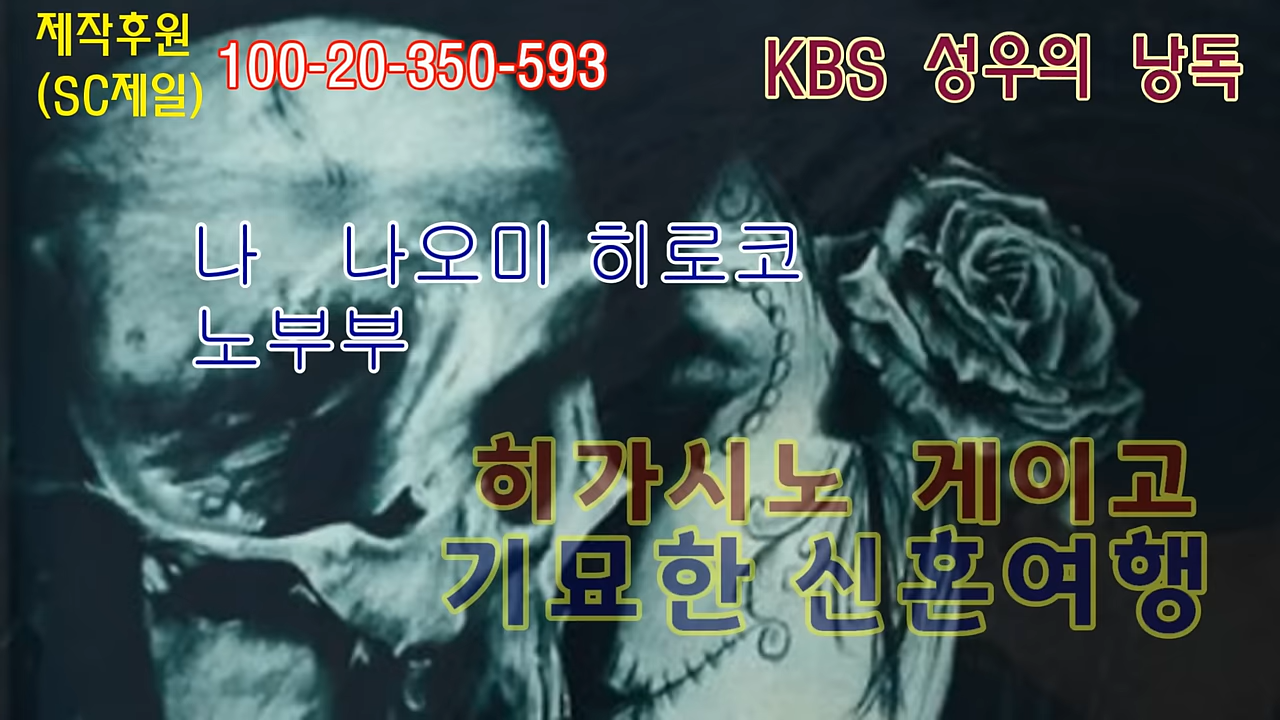 제작후원
(SC제일)
100-20-350-593
KBS 성우의 낭독
나 나오미 히로코
노부부
히가시노 게이고
기묘한 신혼여행